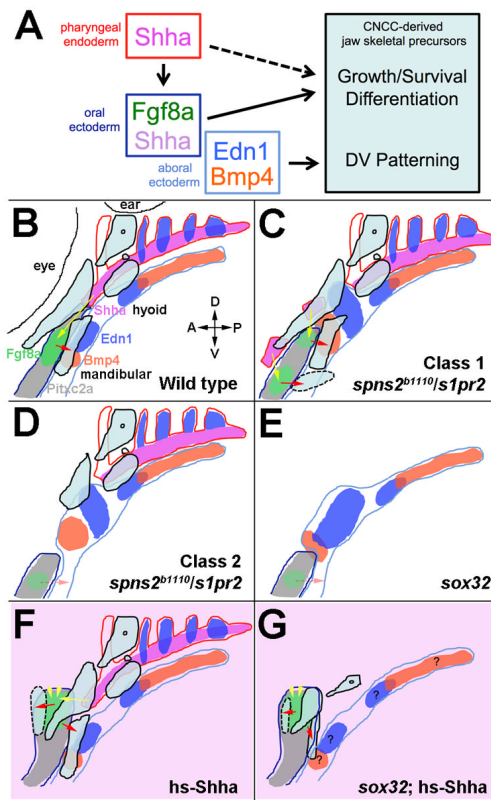 A
pharyngeal
endoderm
Shha
oral
ectoderm
Fgf8a
Shha
aboral
ectoderm
Edn1
Bmp4
CNCC-derived
jaw skeletal precursors
Growth/Survival
Differentiation
DV Patterning
B
ear
eye
Shha hyoid
Fgf8a
Edn1
Bmp4
mandibular
Pitxc2a
D
A P
V
Wild type
C
Class 1
spns2b1110/s1pr2
D
Class 2
spns2b1110/s1pr2
E
sox32
F
hs-Shha
G
?
?
?
?
sox32; hs-Shha